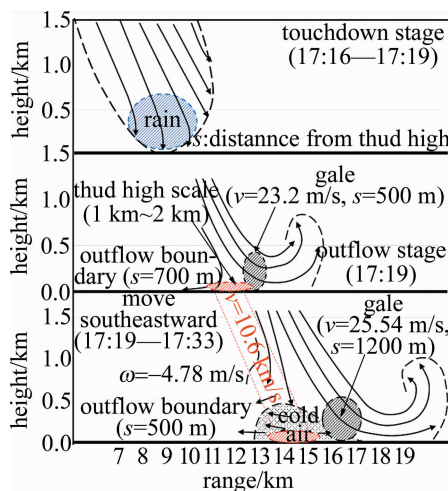 1.5
1.0
0.5
0.0
height/km
touchdown stage
(17:16—17:19)
rain
s:distannce from thud high
1.5
1.0
0.5
0.0
height/km
thud high scale
(1 km~2 km)
gale
(v=23.2 m/s, s=500 m)
outflow boun-
dary (s=700 m)
outflow stage
(17:19)
1.0
0.5
0.0
height/km
move
southeastward
(17:19—17:33)
v=10.6 km/s
gale
(v=25.54 m/s,
s=1200 m)
ω=−4.78 m/s
outflow boundary
(s=500 m)
cold
air
7 8 9 10 11 12 13 14 15 16 17 18 19
range/km